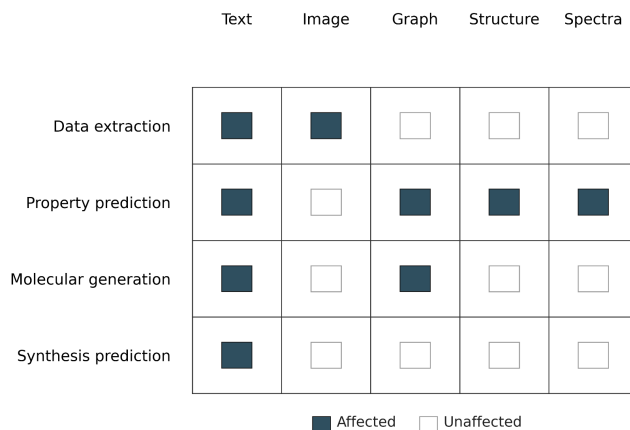 Text Image Graph Structure Spectra
Data extraction
Property prediction
Molecular generation
Synthesis prediction
Affected Unaffected